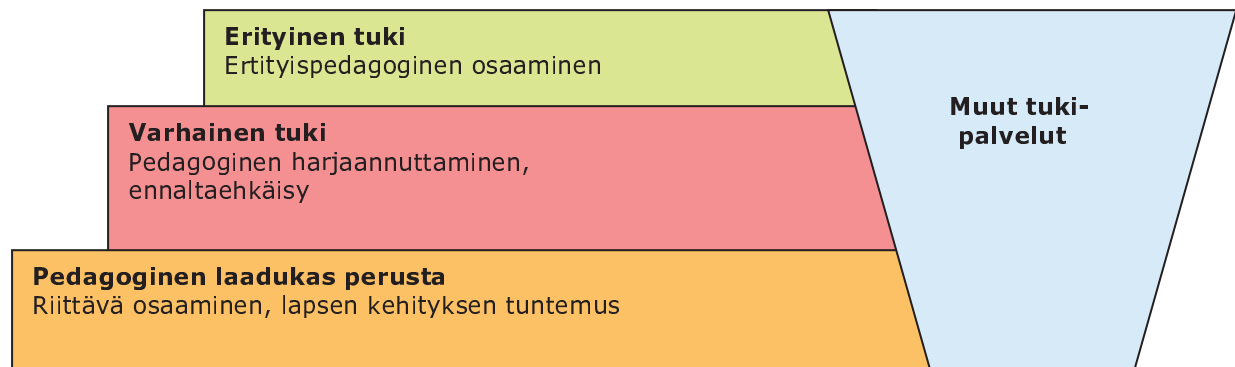 Erityinen tuki
Ertityispedagoginen osaaminen
Varhainen tuki
Pedagoginen harjaannuttaminen,
ennaltaehkäisy
Pedagoginen laadukas perusta
Riittävä osaaminen, lapsen kehityksen tuntemus
Muut tuki-
palvelut